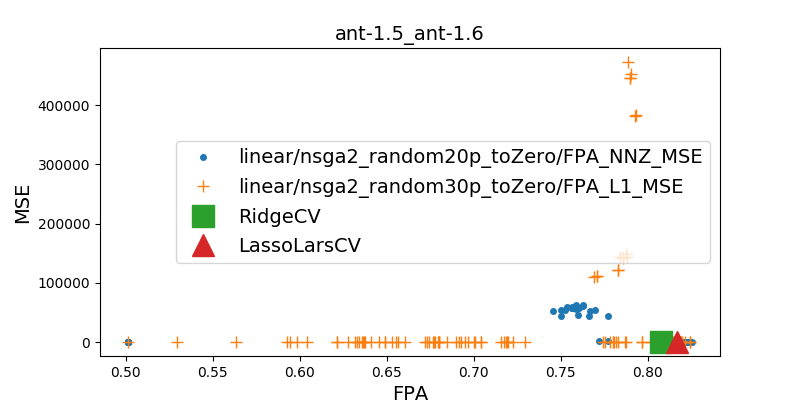 ant-1.5_ant-1.6
MSE
400000
300000
200000
100000
0
linear/nsga2_random20p_toZero/FPA_NNZ_MSE
linear/nsga2_random30p_toZero/FPA_L1_MSE
RidgeCV
LassoLarsCV
0.50 0.55 0.60 0.65 0.70 0.75 0.80
FPA